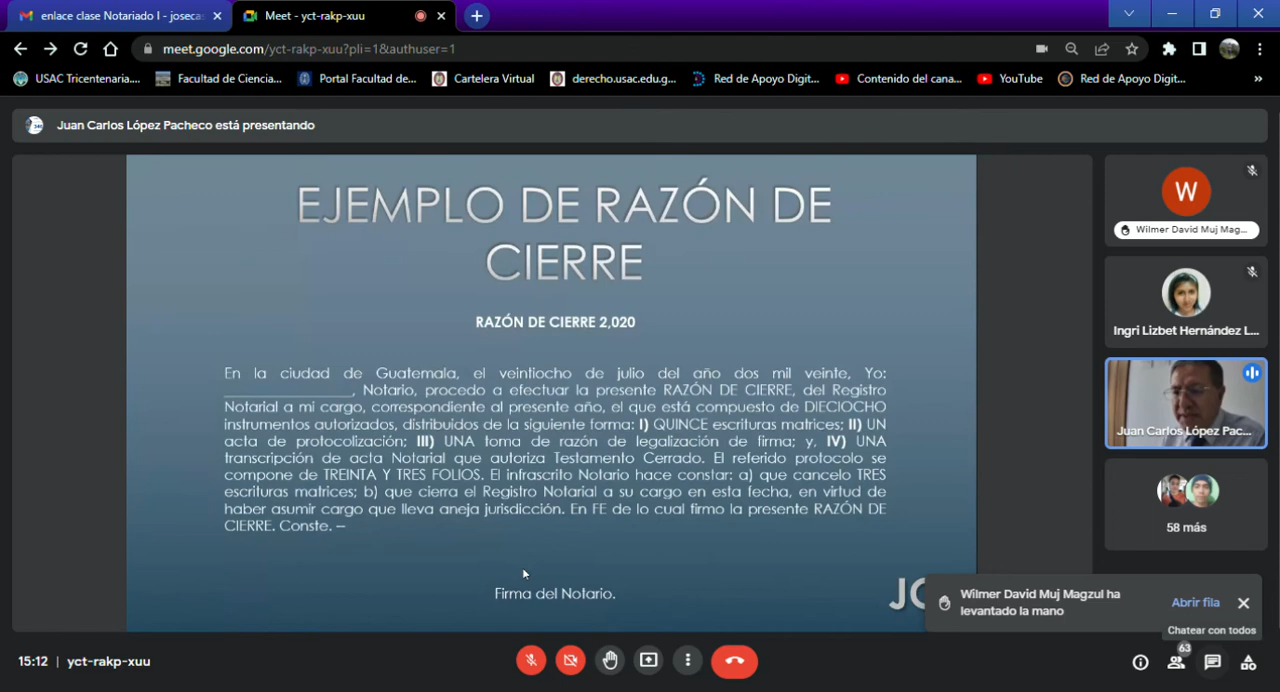 enlace clase Notariado I - joseca
Meet - yct-rakp-xuu
meet.google.com/yct-rakp-xuu?pli=1&authuser=1
USAC Tricentenaria....
Facultad de Ciencia...
Portal Facultad de...
Cartelera Virtual
derecho.usac.edu.g...
Red de Apoyo Digit...
Contenido del cana...
YouTube
Red de Apoyo Digit...
»
Juan Carlos López Pacheco está presentando
EJEMPLO DE RAZÓN DE
CIERRE
RAZÓN DE CIERRE 2,020
En la ciudad de Guatemala, el veintiocho de julio del año dos mil veinte, Yo:
____________________, Notario, procedo a efectuar la presente RAZÓN DE CIERRE, del Registro
Notarial a mi cargo, correspondiente al presente año, el que está compuesto de DIECIOCHO
instrumentos autorizados, distribuidos de la siguiente forma: I) QUINCE escrituras matrices; II) UN
acta de protocolización; III) UNA toma de razón de legalización de firma; y, IV) UNA
transcripción de acta Notarial que autoriza Testamento Cerrado. El referido protocolo se
compone de TREINTA Y TRES FOLIOS. El infrascrito Notario hace constar: a) que cancelo TRES
escrituras matrices; b) que cierra el Registro Notarial a su cargo en esta fecha, en virtud de
haber asumir cargo que lleva aneja jurisdicción. En FE de lo cual firmo la presente RAZÓN DE
CIERRE. Conste. –
Firma del Notario.
JC
W
Wilmer David Muj Mag...
Ingri Lizbet Hernández L...
Juan Carlos López Pac...
58 más
Wilmer David Muj Magzul ha
levantado la mano
Abrir fila
Chatear con todos
15:12 | yct-rakp-xuu
63